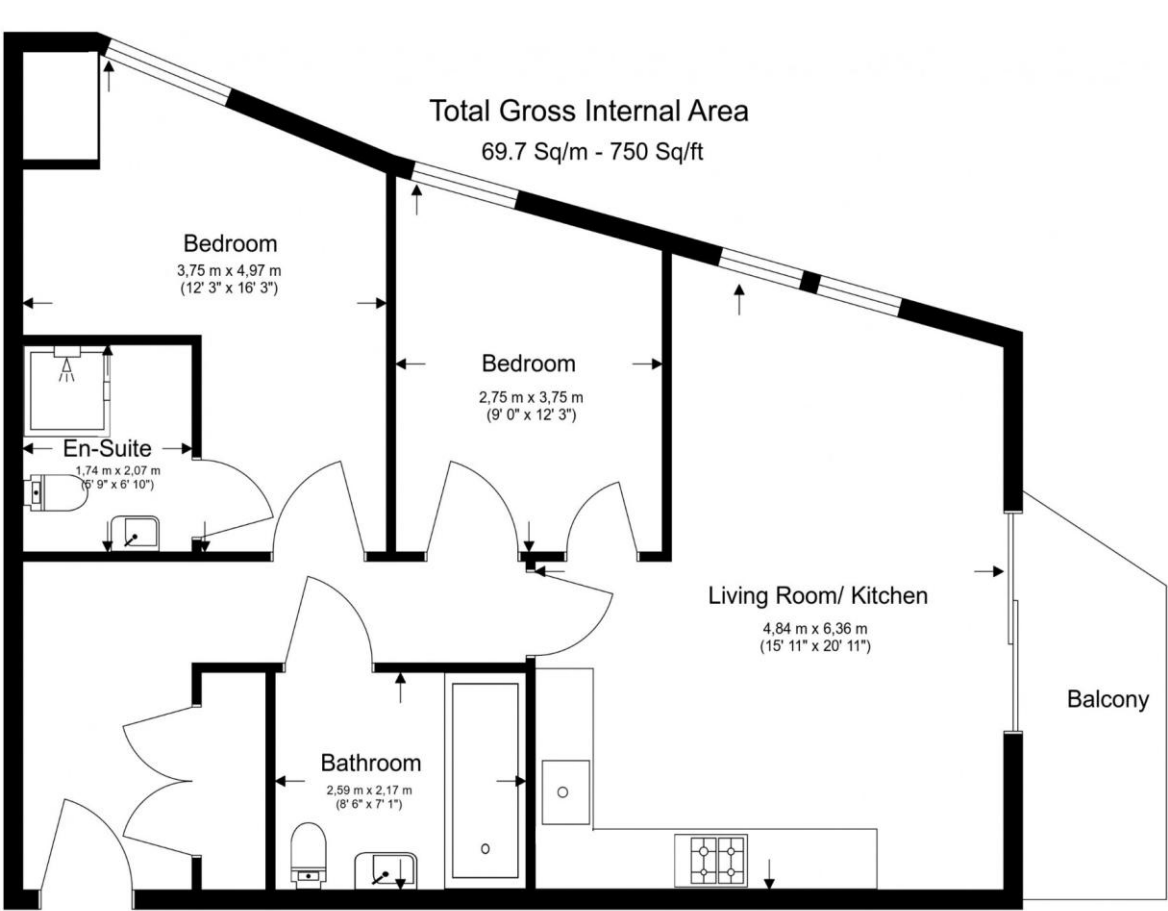 Total Gross Internal Area
69.7 Sq/m - 750 Sq/ft
Bedroom
3,75 m x 4,97 m
(12' 3" x 16' 3")
Bedroom
2,75 m x 3,75 m
(9' 0" x 12' 3")
En-Suite
1,74 m x 2,07 m
(5' 9" x 6' 10")
Living Room/ Kitchen
4,84 m x 6,36 m
(15' 11" x 20' 11")
Balcony
Bathroom
2,59 m x 2,17 m
(8' 6" x 7' 1")